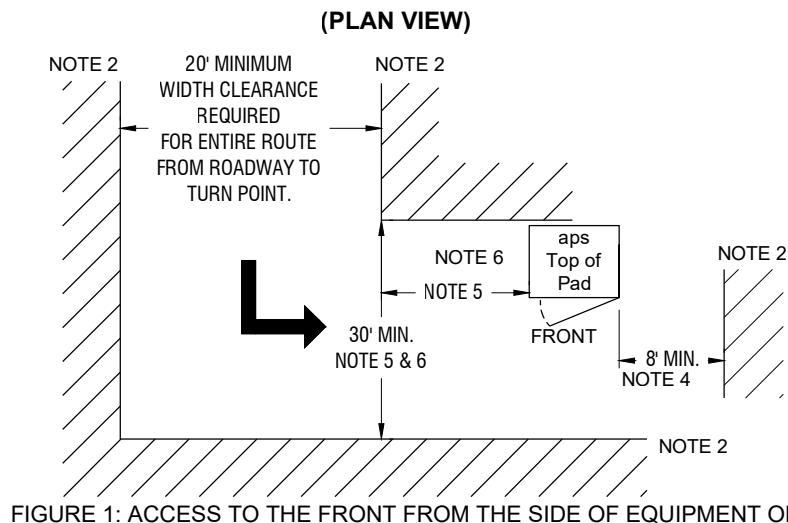 (PLAN VIEW)
NOTE 2
20' MINIMUM
WIDTH CLEARANCE
REQUIRED
FOR ENTIRE ROUTE
FROM ROADWAY TO
TURN POINT.
NOTE 2
aps
Top of
Pad
NOTE 6
NOTE 5
NOTE 2
FRONT
30' MIN.
NOTE 5 & 6
8' MIN.
NOTE 4
NOTE 2
FIGURE 1: ACCESS TO THE FRONT FROM THE SIDE OF EQUIPMENT